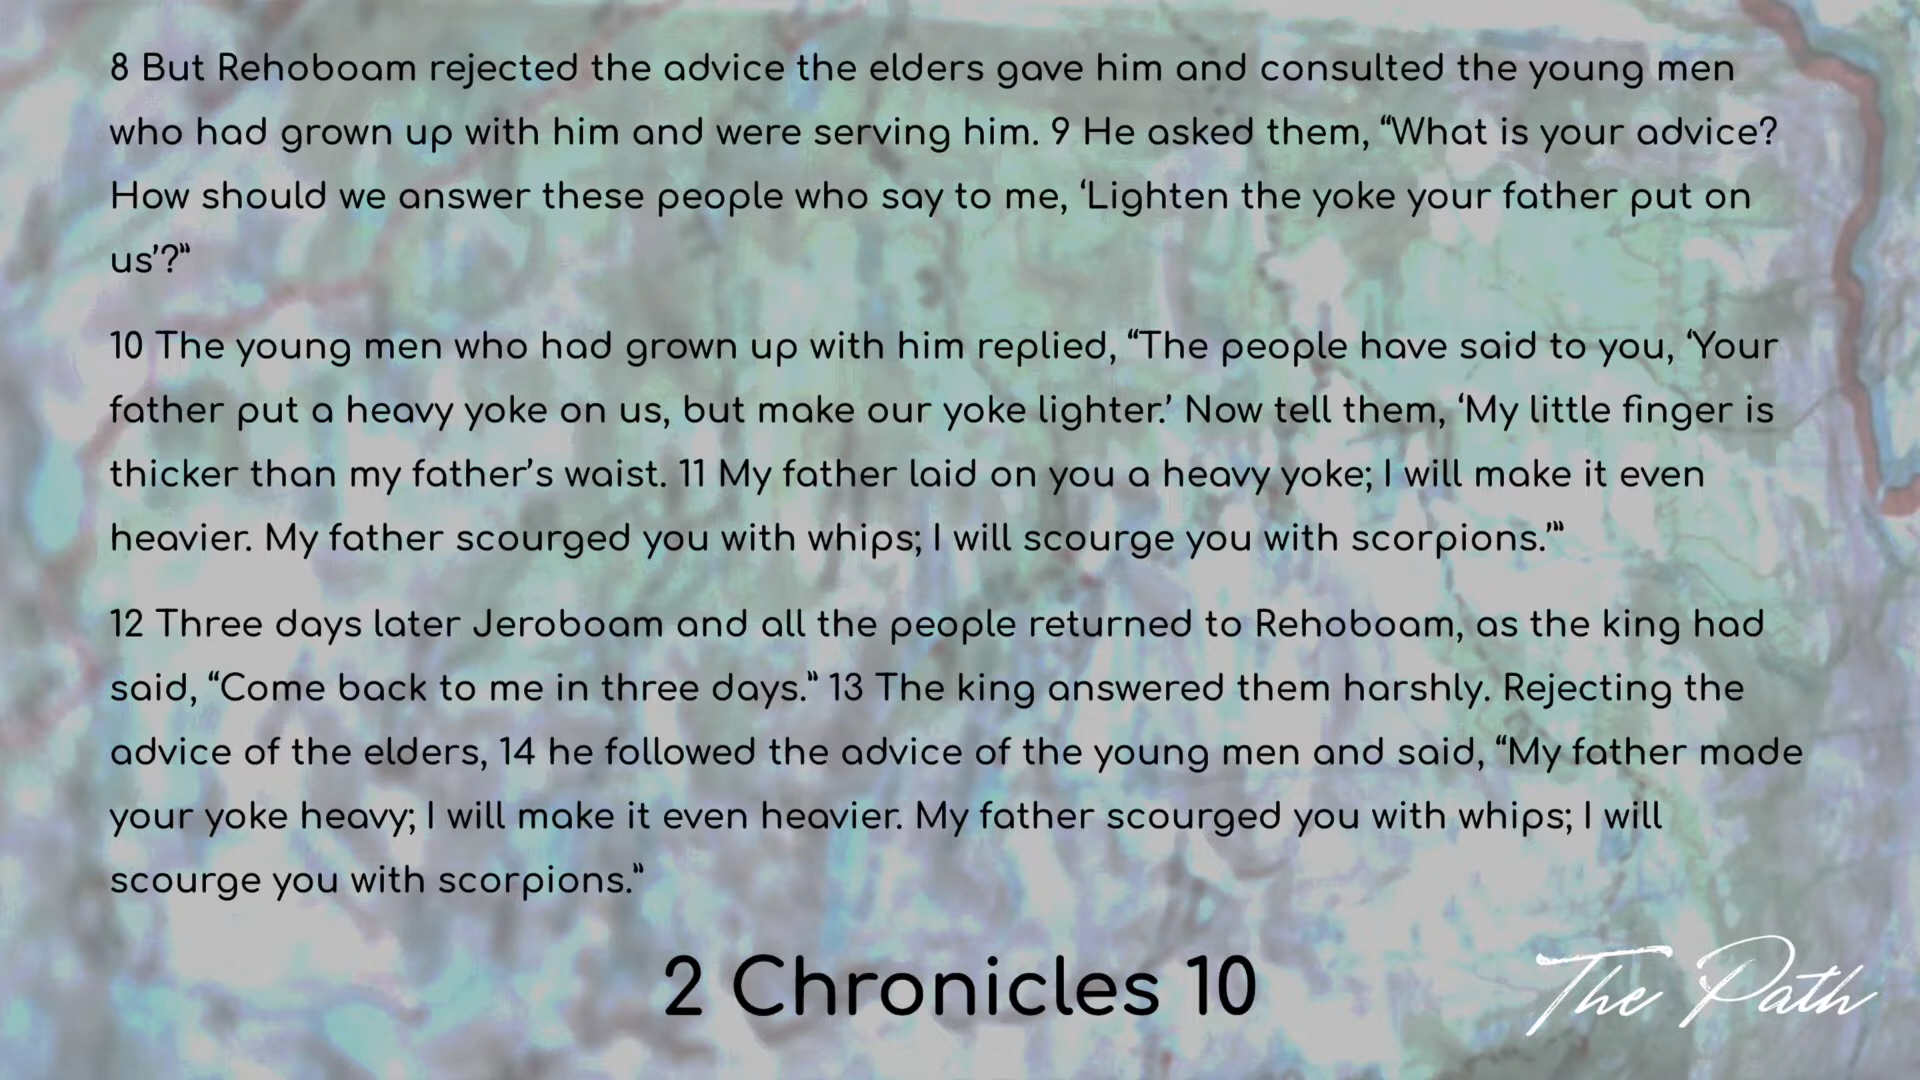 8 But Rehoboam rejected the advice the elders gave him and consulted the young men
who had grown up with him and were serving him. 9 He asked them, “What is your advice?
How should we answer these people who say to me, ‘Lighten the yoke your father put on
us’?”
10 The young men who had grown up with him replied, “The people have said to you, ‘Your
father put a heavy yoke on us, but make our yoke lighter.’ Now tell them, ‘My little finger is
thicker than my father’s waist. 11 My father laid on you a heavy yoke; I will make it even
heavier. My father scourged you with whips; I will scourge you with scorpions.’”
12 Three days later Jeroboam and all the people returned to Rehoboam, as the king had
said, “Come back to me in three days.” 13 The king answered them harshly. Rejecting the
advice of the elders, 14 he followed the advice of the young men and said, “My father made
your yoke heavy; I will make it even heavier. My father scourged you with whips; I will
scourge you with scorpions.”
2 Chronicles 10
The Path